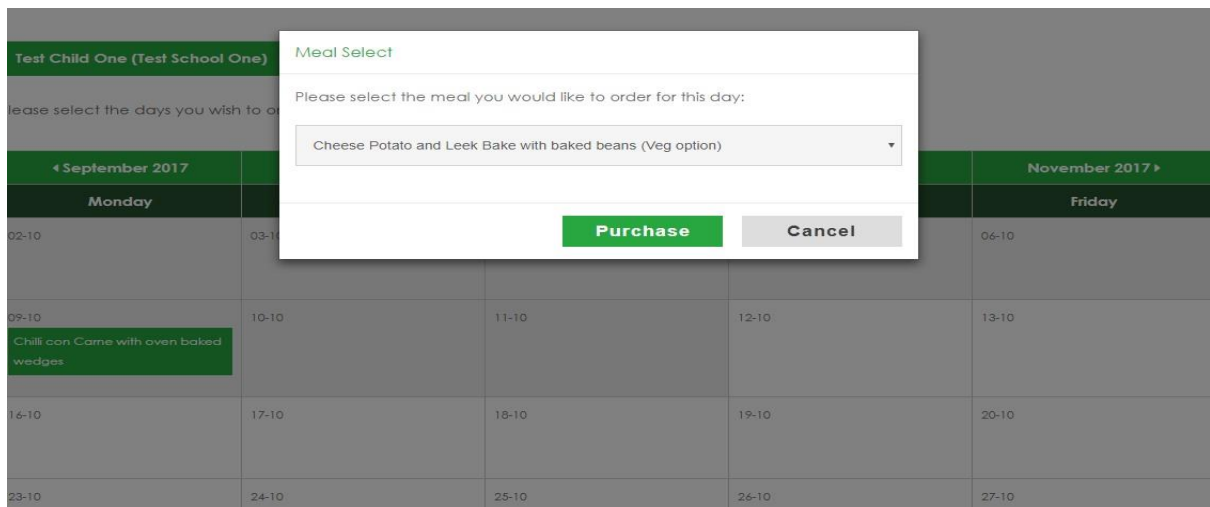 Meal Select
Test Child One (Test School One)
Please select the meal you would like to order for this day:
lease select the days you wish to
Cheese Potato and Leek Bake with baked beans (Veg option)
September 2017
November 2017
Monday
Friday
Purchase
Cancel
02-10
03-10
06-10
09-10
10-10
11-10
12-10
13-10
Chilli con Carne with oven baked
wedges
16-10
17-10
18-10
19-10
20-10
23-10
24-10
25-10
26-10
27-10